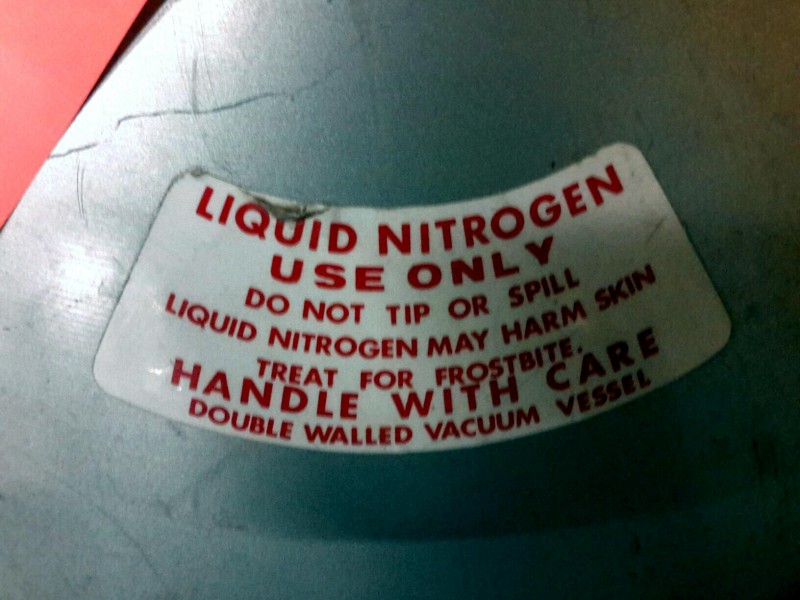 LIQUID NITROGEN
USE ONLY
DO NOT TIP OR SPILL
LIQUID NITROGEN MAY HARM SKIN
TREAT FOR FROSTBITE.
HANDLE WITH CARE
DOUBLE WALLED VACUUM VESSEL